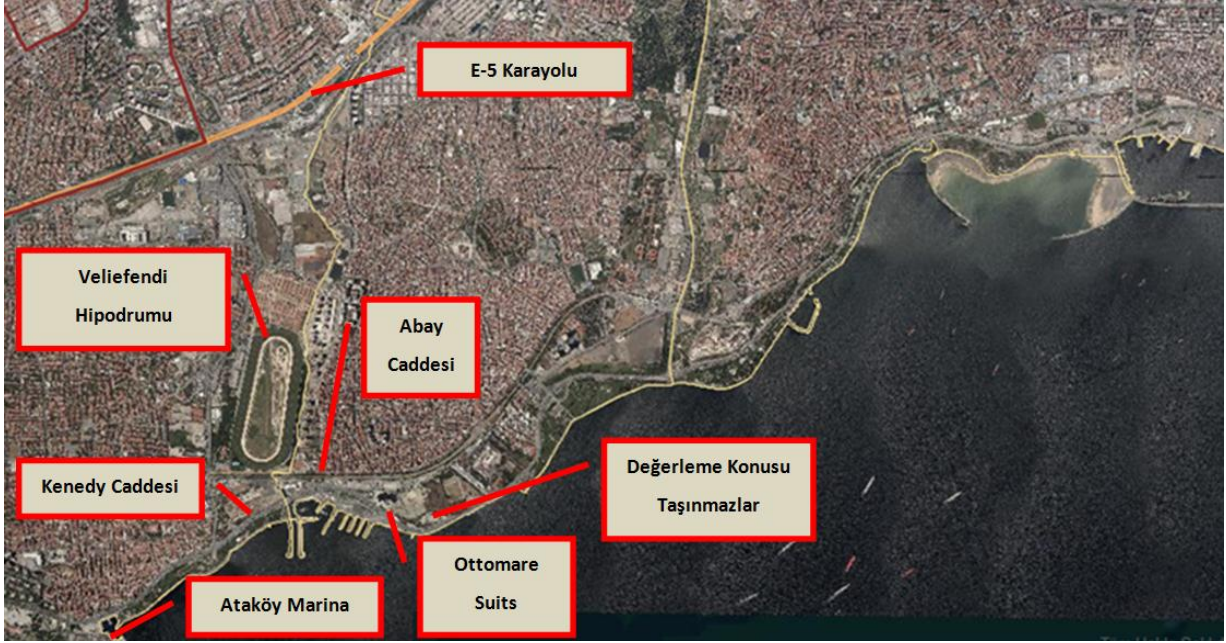 E-5 Karayolu
Veliefendi
Hipodrumu
Abay
Caddesi
Kenedy Caddesi
Değerleme Konusu
Taşınmazlar
Ottomare
Suits
Ataköy Marina